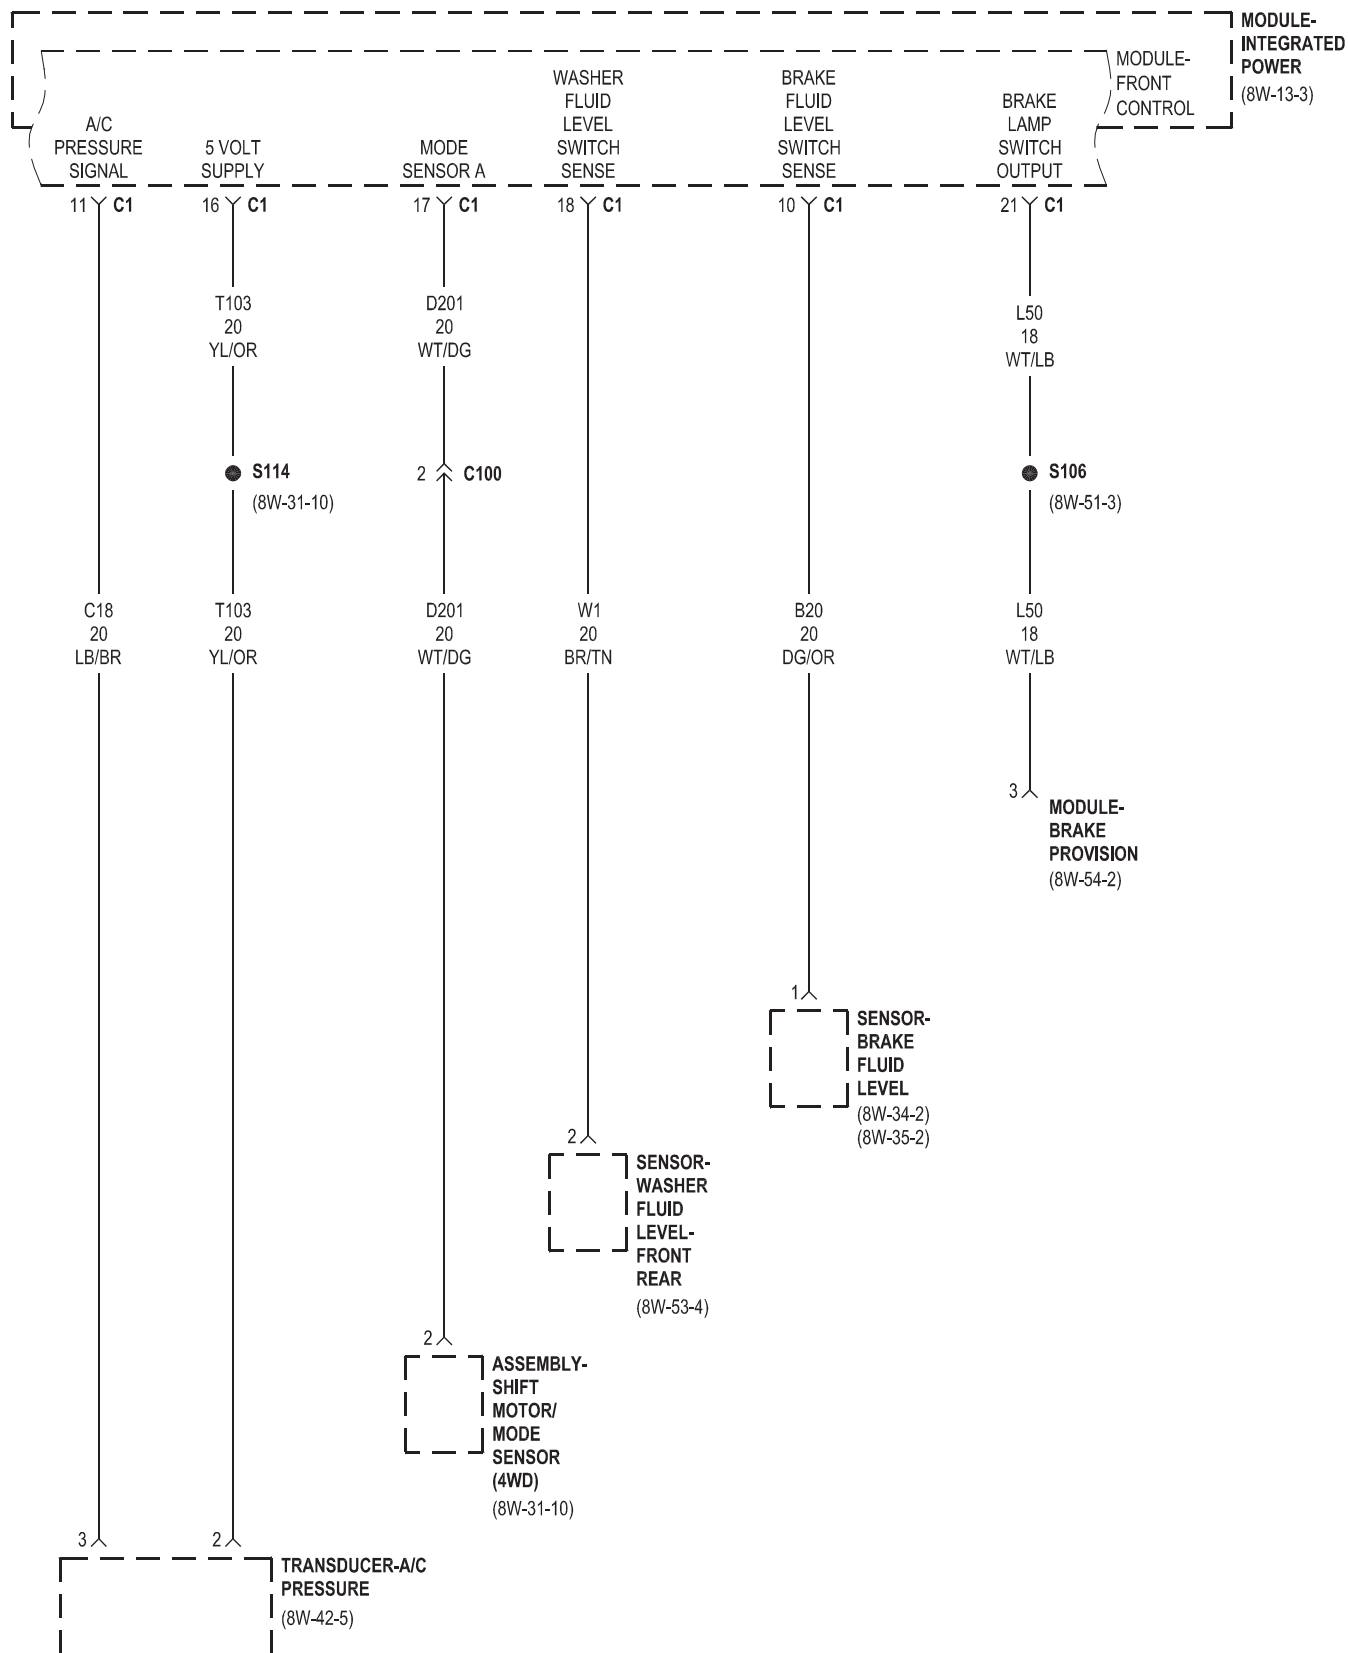 MODULE-
INTEGRATED
POWER
(8W-13-3)
MODULE-
FRONT
CONTROL
A/C
PRESSURE
SIGNAL
5 VOLT
SUPPLY
MODE
SENSOR A
WASHER
FLUID
LEVEL
SWITCH
SENSE
BRAKE
FLUID
LEVEL
SWITCH
SENSE
BRAKE
LAMP
SWITCH
OUTPUT
11 C1
16 C1
17 C1
18 C1
10 C1
21 C1
T103
20
YL/OR
D201
20
WT/DG
L50
18
WT/LB
S114
(8W-31-10)
2 C100
S106
(8W-51-3)
C18
20
LB/BR
T103
20
YL/OR
D201
20
WT/DG
W1
20
BR/TN
B20
20
DG/OR
L50
18
WT/LB
3
MODULE-
BRAKE
PROVISION
(8W-54-2)
1
SENSOR-
BRAKE
FLUID
LEVEL
(8W-34-2)
(8W-35-2)
2
SENSOR-
WASHER
FLUID
LEVEL-
FRONT
REAR
(8W-53-4)
2
ASSEMBLY-
SHIFT
MOTOR/
MODE
SENSOR
(4WD)
(8W-31-10)
3
2
TRANSDUCER-A/C
PRESSURE
(8W-42-5)